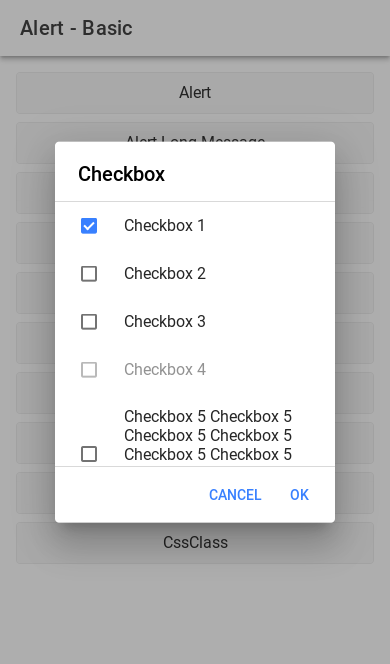 Alert - Basic
Alert
Alert Long Message
Checkbox
Checkbox 1
Checkbox 2
Checkbox 3
Checkbox 4
Checkbox 5 Checkbox 5
Checkbox 5 Checkbox 5
Checkbox 5 Checkbox 5
CANCEL
OK
CssClass